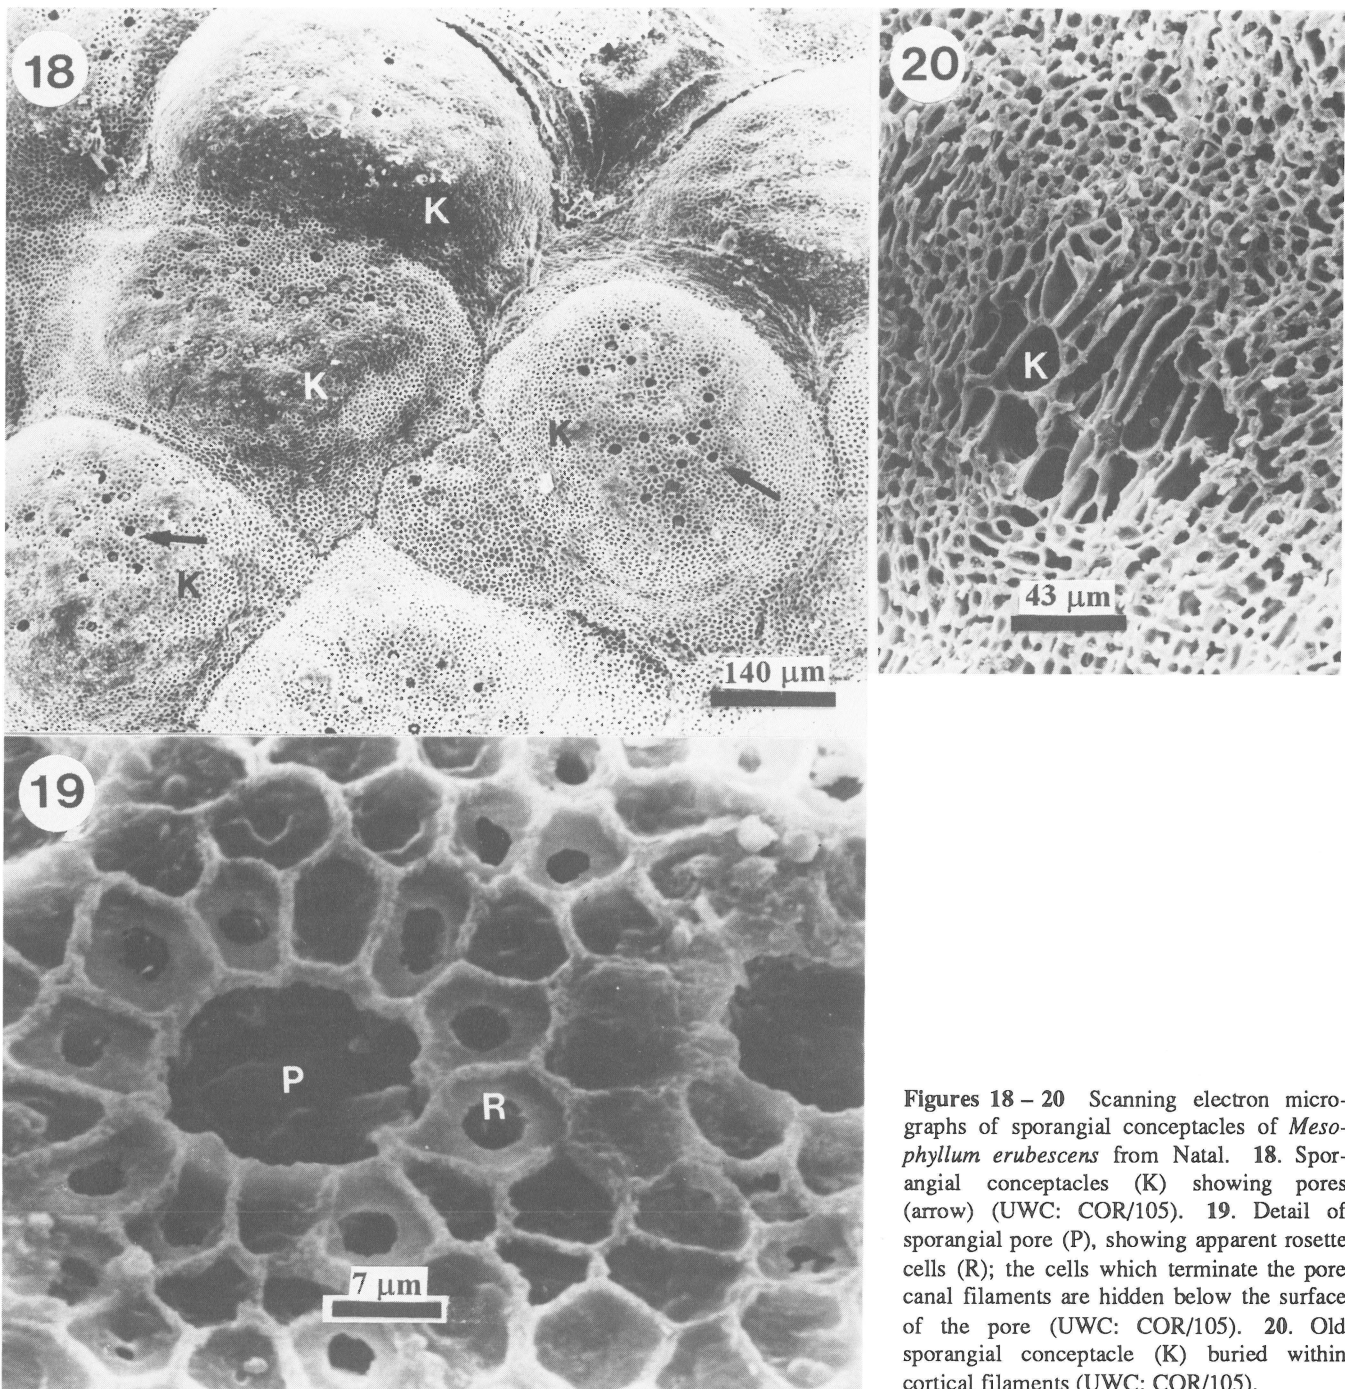 18
K
K
K
K
140 μm
20
K
43 μm
19
P
R
7 μm
Figures 18 – 20 Scanning electron micro-
graphs of sporangial conceptacles of Meso-
phyllum erubescens from Natal. 18. Spor-
angial conceptacles (K) showing pores
(arrow) (UWC: COR/105). 19. Detail of
sporangial pore (P), showing apparent rosette
cells (R); the cells which terminate the pore
canal filaments are hidden below the surface
of the pore (UWC: COR/105). 20. Old
sporangial conceptacle (K) buried within
cortical filaments (UWC: COR/105).